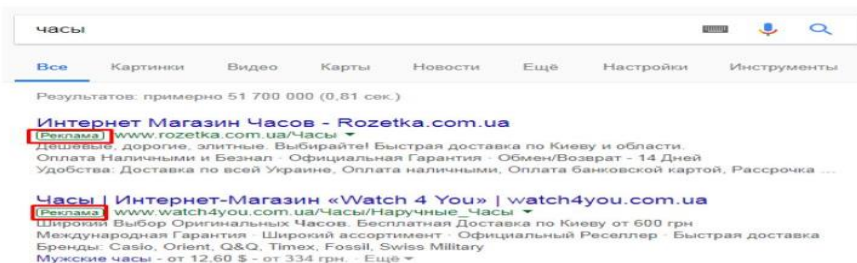 часы
Все Картинки Видео Карты Новости Ещё Настройки Инструменты
Результатов: примерно 51 700 000 (0,81 сек.)
Интернет Магазин Часов - Rozetka.com.ua
Реклама www.rozetka.com.ua/Часы
Дешевые, дорогие, элитные. Выбирайте! Быстрая доставка по Киеву и области.
Оплата Наличными и Безнал · Официальная Гарантия · Обмен/Возврат - 14 Дней
Удобства: Доставка по всей Украине, Оплата наличными, Оплата банковской картой, Рассрочка ...
Часы | Интернет-Магазин «Watch 4 You» | watch4you.com.ua
Реклама www.watch4you.com.ua/Часы/Наручные_Часы
Широкий Выбор Оригинальных Часов. Бесплатная Доставка по Киеву от 600 грн
Международная Гарантия · Широкий ассортимент · Официальный Реселлер · Быстрая доставка
Бренды: Casio, Orient, Q&Q, Timex, Fossil, Swiss Military
Мужские часы - от 12,60 $ - от 334 грн. · Ещё